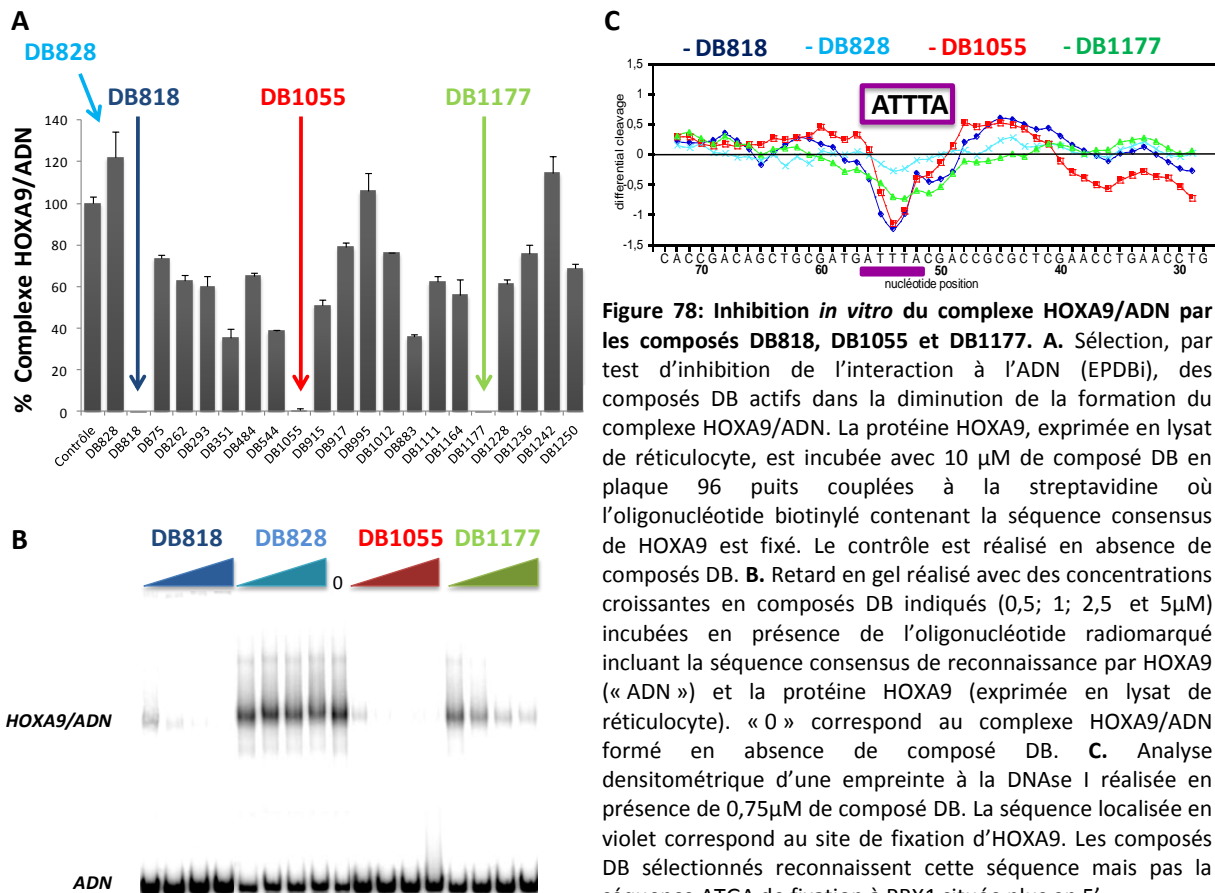 A
DB828
DB818
DB1055
DB1177
% Complexe HOXA9/ADN
140
120
100
80
60
40
20
0
Contrôle
DB828
DB818
DB75
DB262
DB293
DB351
DB484
DB544
DB1055
DB915
DB917
DB995
DB1012
DB883
DB1111
DB1164
DB1177
DB1228
DB1236
DB1242
DB1250
B
DB818 DB828 DB1055 DB1177
0
HOXA9/ADN
ADN
C
- DB818 - DB828 - DB1055 - DB1177
1,5
1
0,5
0
-0,5
-1
-1,5
differential cleavage
ATTTA
C A C C G A C A G C T G C G A T G A T T T A C G A C C G C G C T C G A A C C T G A A C C T G
70 60 50 40 30
nucléotide position
Figure 78: Inhibition in vitro du complexe HOXA9/ADN par
les composés DB818, DB1055 et DB1177. A. Sélection, par
test d'inhibition de l'interaction à l'ADN (EPDBi), des
composés DB actifs dans la diminution de la formation du
complexe HOXA9/ADN. La protéine HOXA9, exprimée en lysat
de réticulocyte, est incubée avec 10 µM de composé DB en
plaque 96 puits couplées à la streptavidine où
l'oligonucléotide biotinylé contenant la séquence consensus
de HOXA9 est fixé. Le contrôle est réalisé en absence de
composés DB. B. Retard en gel réalisé avec des concentrations
croissantes en composés DB indiqués (0,5; 1; 2,5 et 5µM)
incubées en présence de l'oligonucléotide radiomarqué
incluant la séquence consensus de reconnaissance par HOXA9
(« ADN ») et la protéine HOXA9 (exprimée en lysat de
réticulocyte). « 0 » correspond au complexe HOXA9/ADN
formé en absence de composé DB. C. Analyse
densitométrique d'une empreinte à la DNAse I réalisée en
présence de 0,75µM de composé DB. La séquence localisée en
violet correspond au site de fixation d'HOXA9. Les composés
DB sélectionnés reconnaissent cette séquence mais pas la